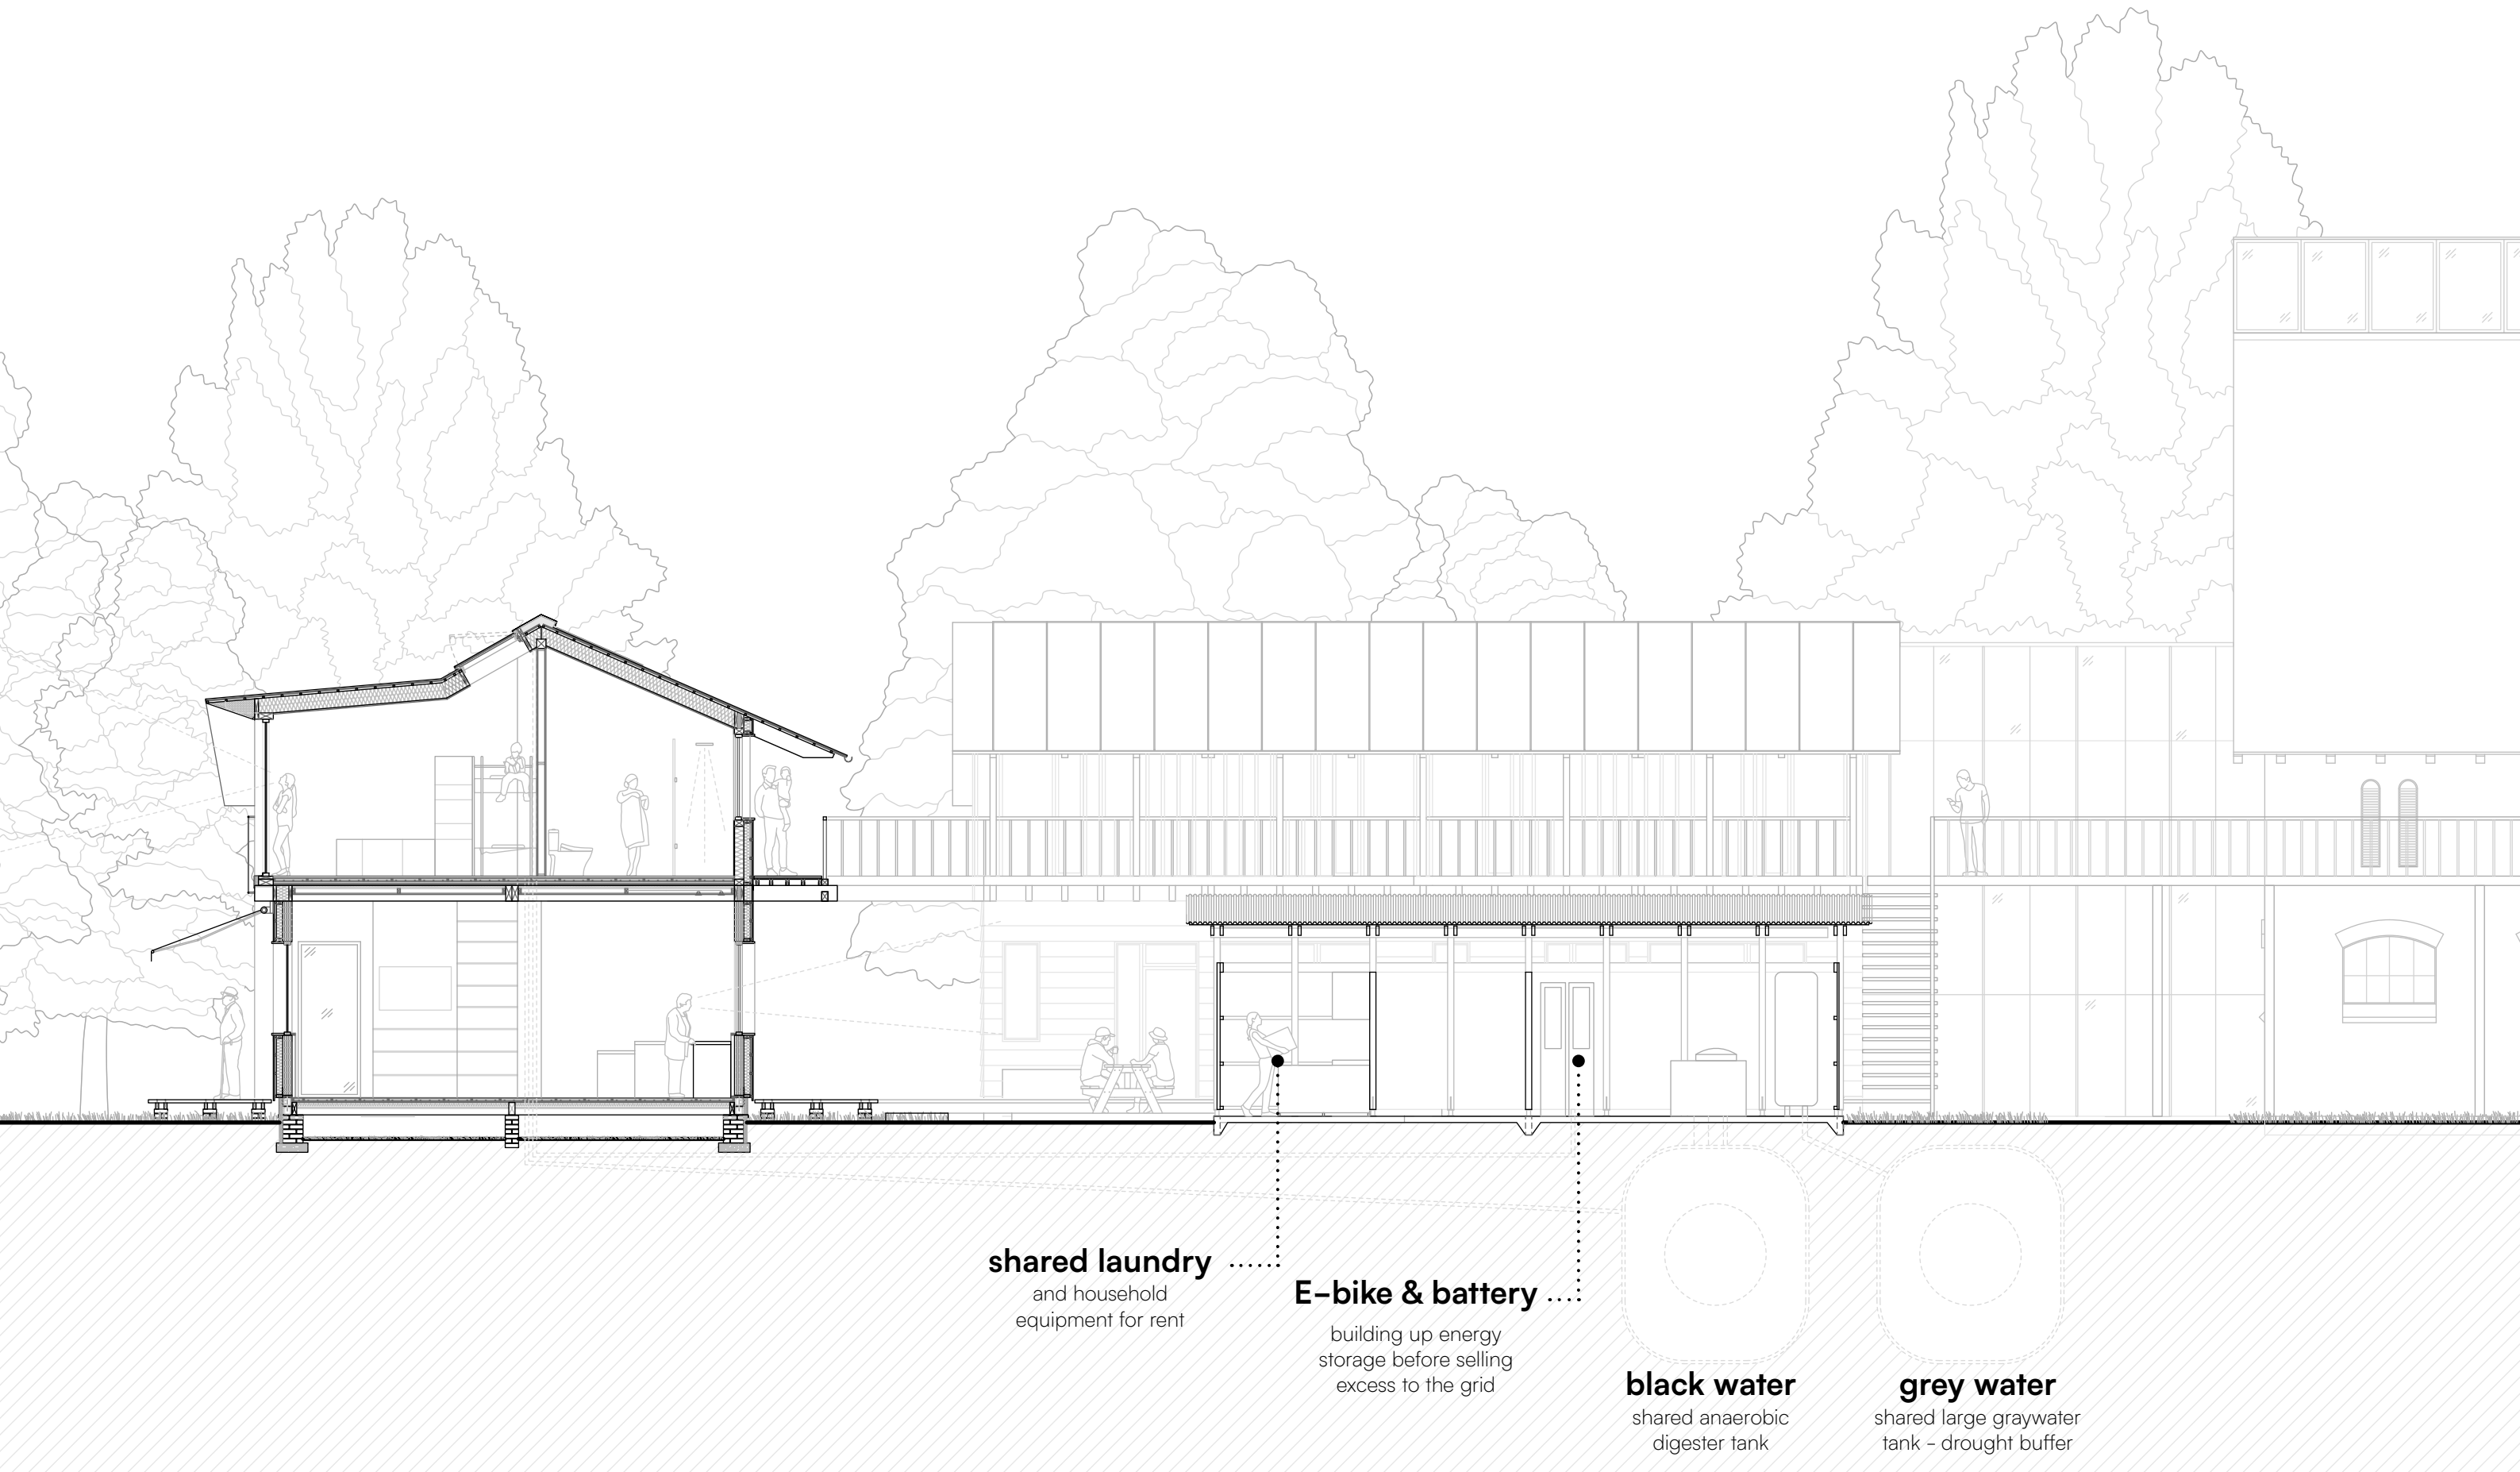 shared laundry
and household
equipment for rent
E-bike & battery
building up energy
storage before selling
excess to the grid
black water
shared anaerobic
digester tank
grey water
shared large graywater
tank - drought buffer